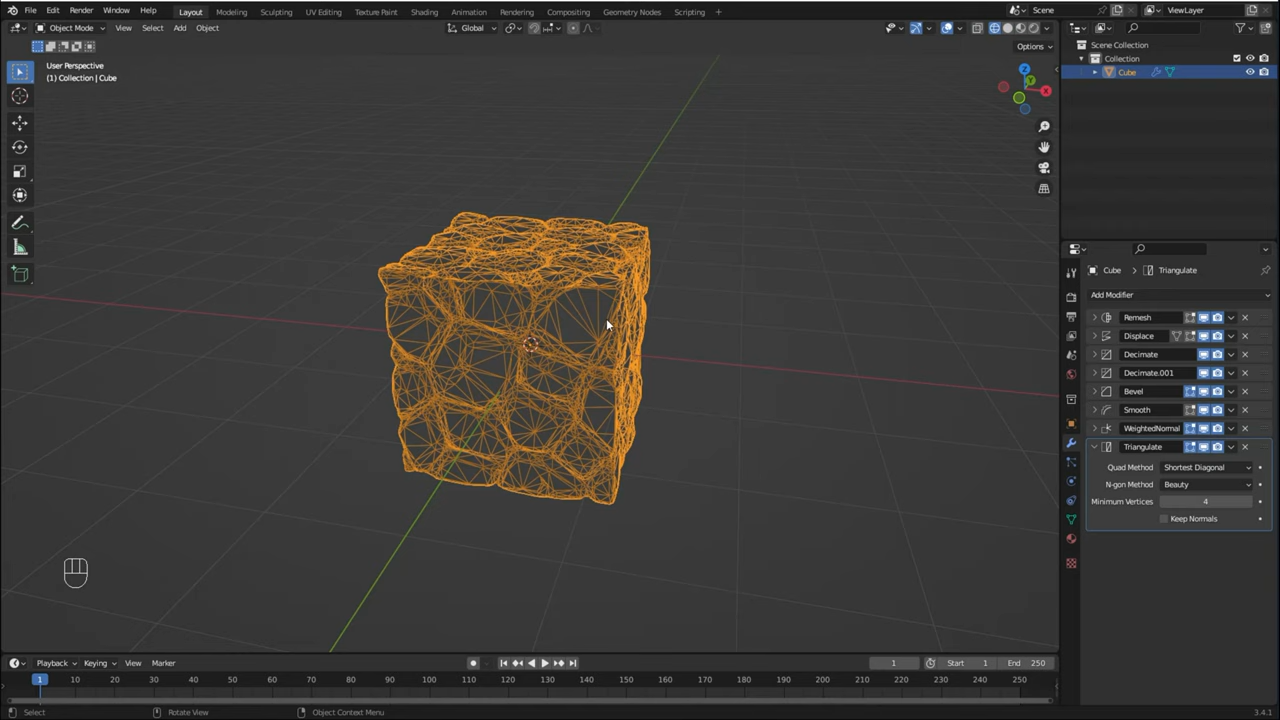 File Edit Render Window Help Layout Modeling Sculpting UV Editing Texture Paint Shading Animation Rendering Compositing Geometry Nodes Scripting + Scene ViewLayer
Object Mode View Select Add Object Global
Options
User Perspective
(1) Collection | Cube
Z
Y
X
Scene Collection
Collection
Cube
Cube Triangulate
Add Modifier
Remesh
Displace
Decimate
Decimate.001
Bevel
Smooth
WeightedNormal
Triangulate
Quad Method Shortest Diagonal
N-gon Method Beauty
Minimum Vertices 4
Keep Normals
Playback Keying View Marker 1 Start 1 End 250
1 10 20 30 40 50 60 70 80 90 100 110 120 130 140 150 160 170 180 190 200 210 220 230 240 250
Select Rotate View Object Context Menu 3.4.1